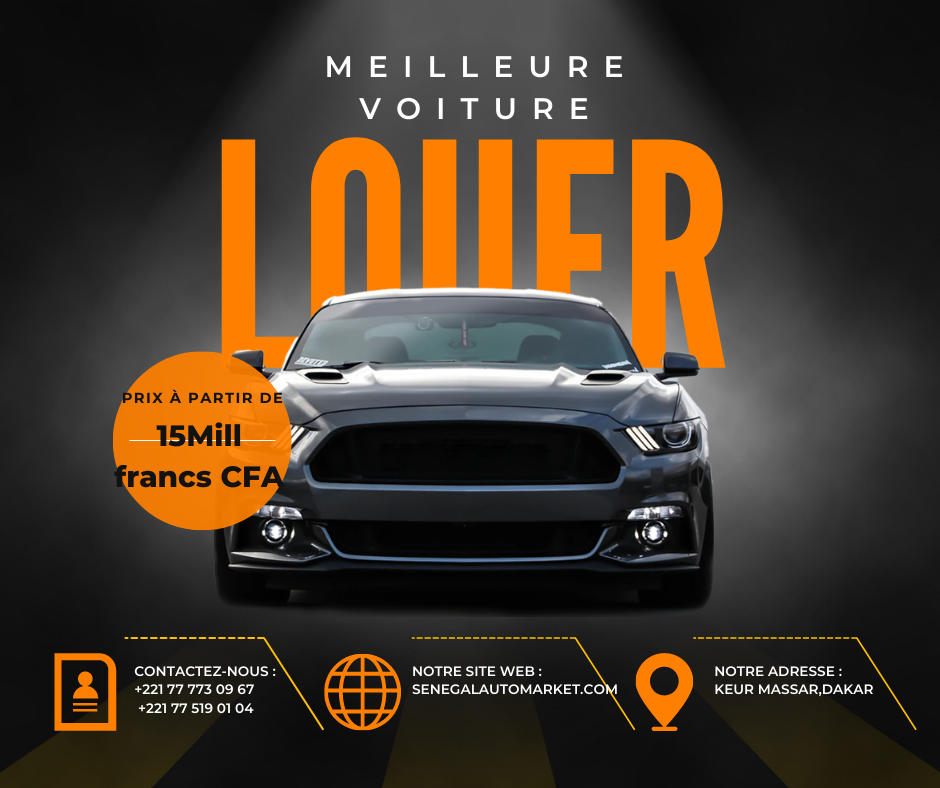 MEILLEURE
VOITURE
LOUER
PRIX À PARTIR DE
15Mill
francs CFA
CONTACTEZ-NOUS :
+221 77 773 09 67
+221 77 519 01 04
NOTRE SITE WEB :
SENEGALAUTOMARKET.COM
NOTRE ADRESSE :
KEUR MASSAR,DAKAR